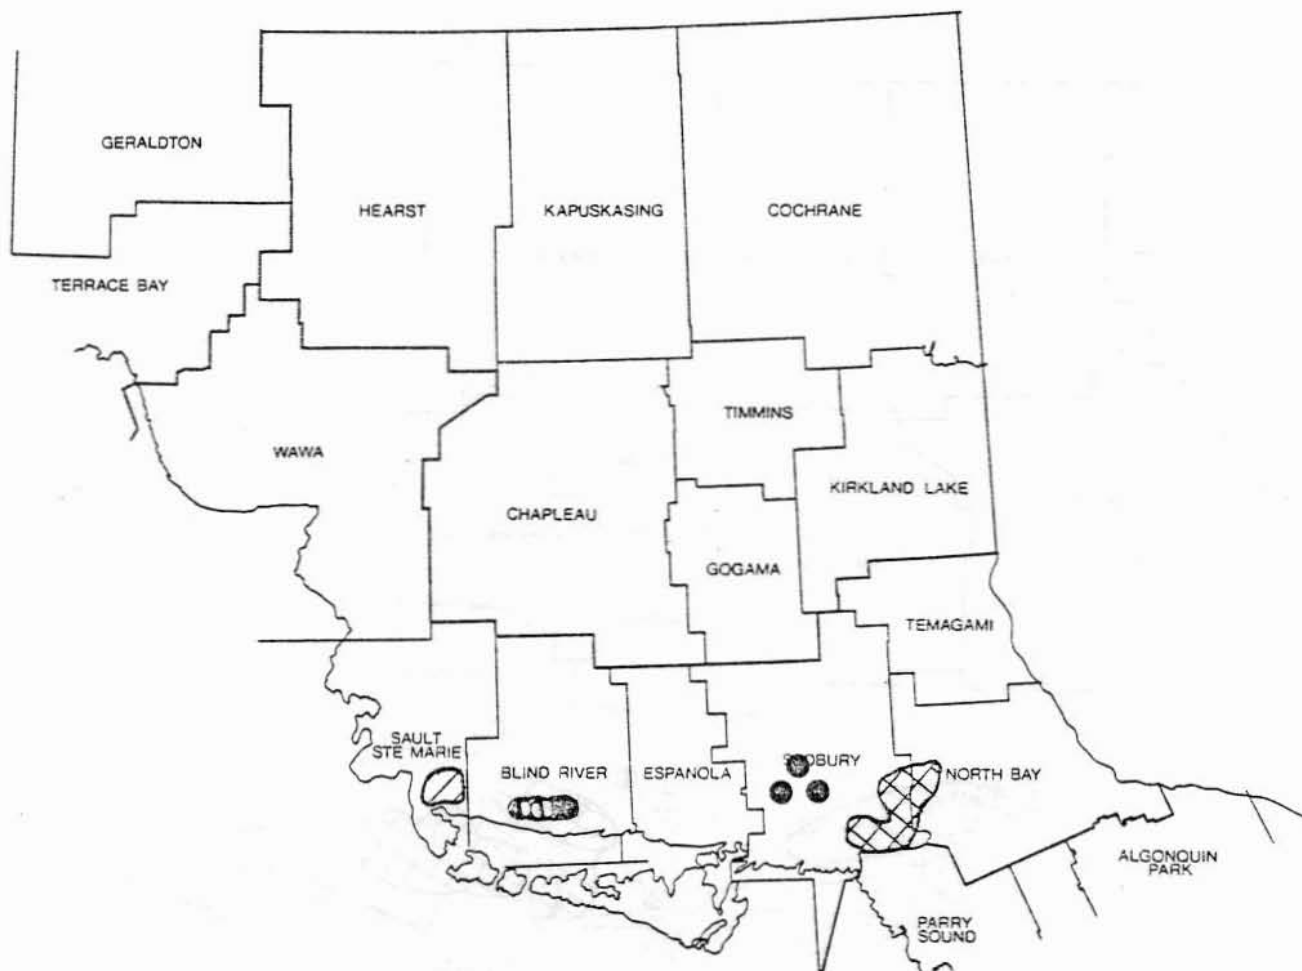 GERALDTON
HEARST
KAPUSKASING
COCHRANE
TERRACE BAY
TIMMINS
WAWA
KIRKLAND LAKE
CHAPLEAU
GOGAMA
TEMAGAMI
SAULT
STE MARIE
BLIND RIVER
ESPANOLA
SUDBURY
NORTH BAY
ALGONQUIN
PARK
PARRY
SOUND